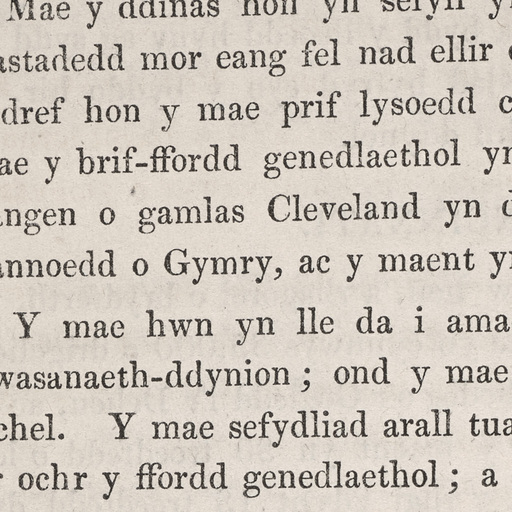 Mae y ddinas hon yn sefyll
astadedd mor eang fel nad ellir
dref hon y mae prif lysoedd c
ae y brif-ffordd genedlaethol yn
angen o gamlas Cleveland yn d
annoedd o Gymry, ac y maent y
Y mae hwn yn lle da i ama
wasanaeth-ddynion ; ond y mae
chel. Y mae sefydliad arall tua
r ochr y ffordd genedlaethol ; a